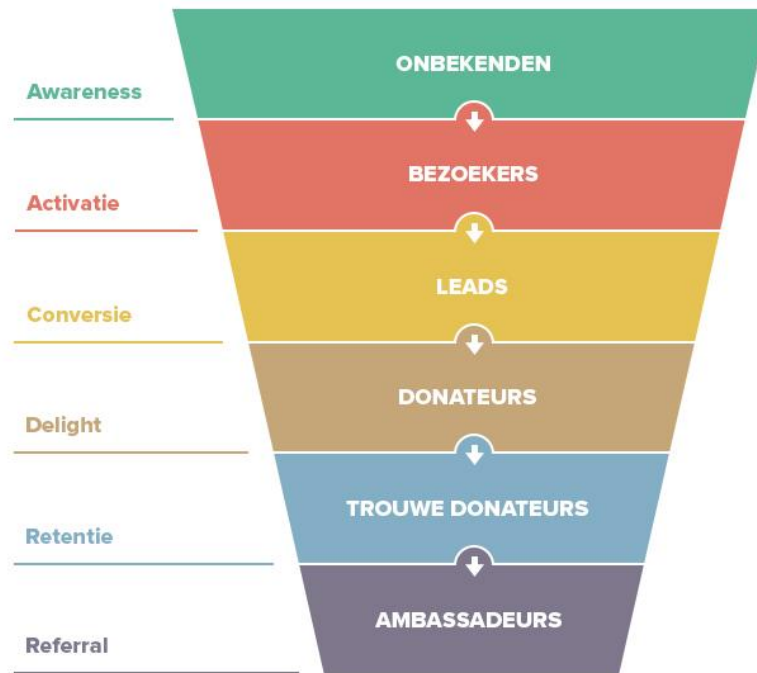 ONBEKENDEN
Awareness
BEZOEKERS
Activatie
LEADS
Conversie
DONATEURS
Delight
TROUWE DONATEURS
Retentie
AMBASSADEURS
Referral